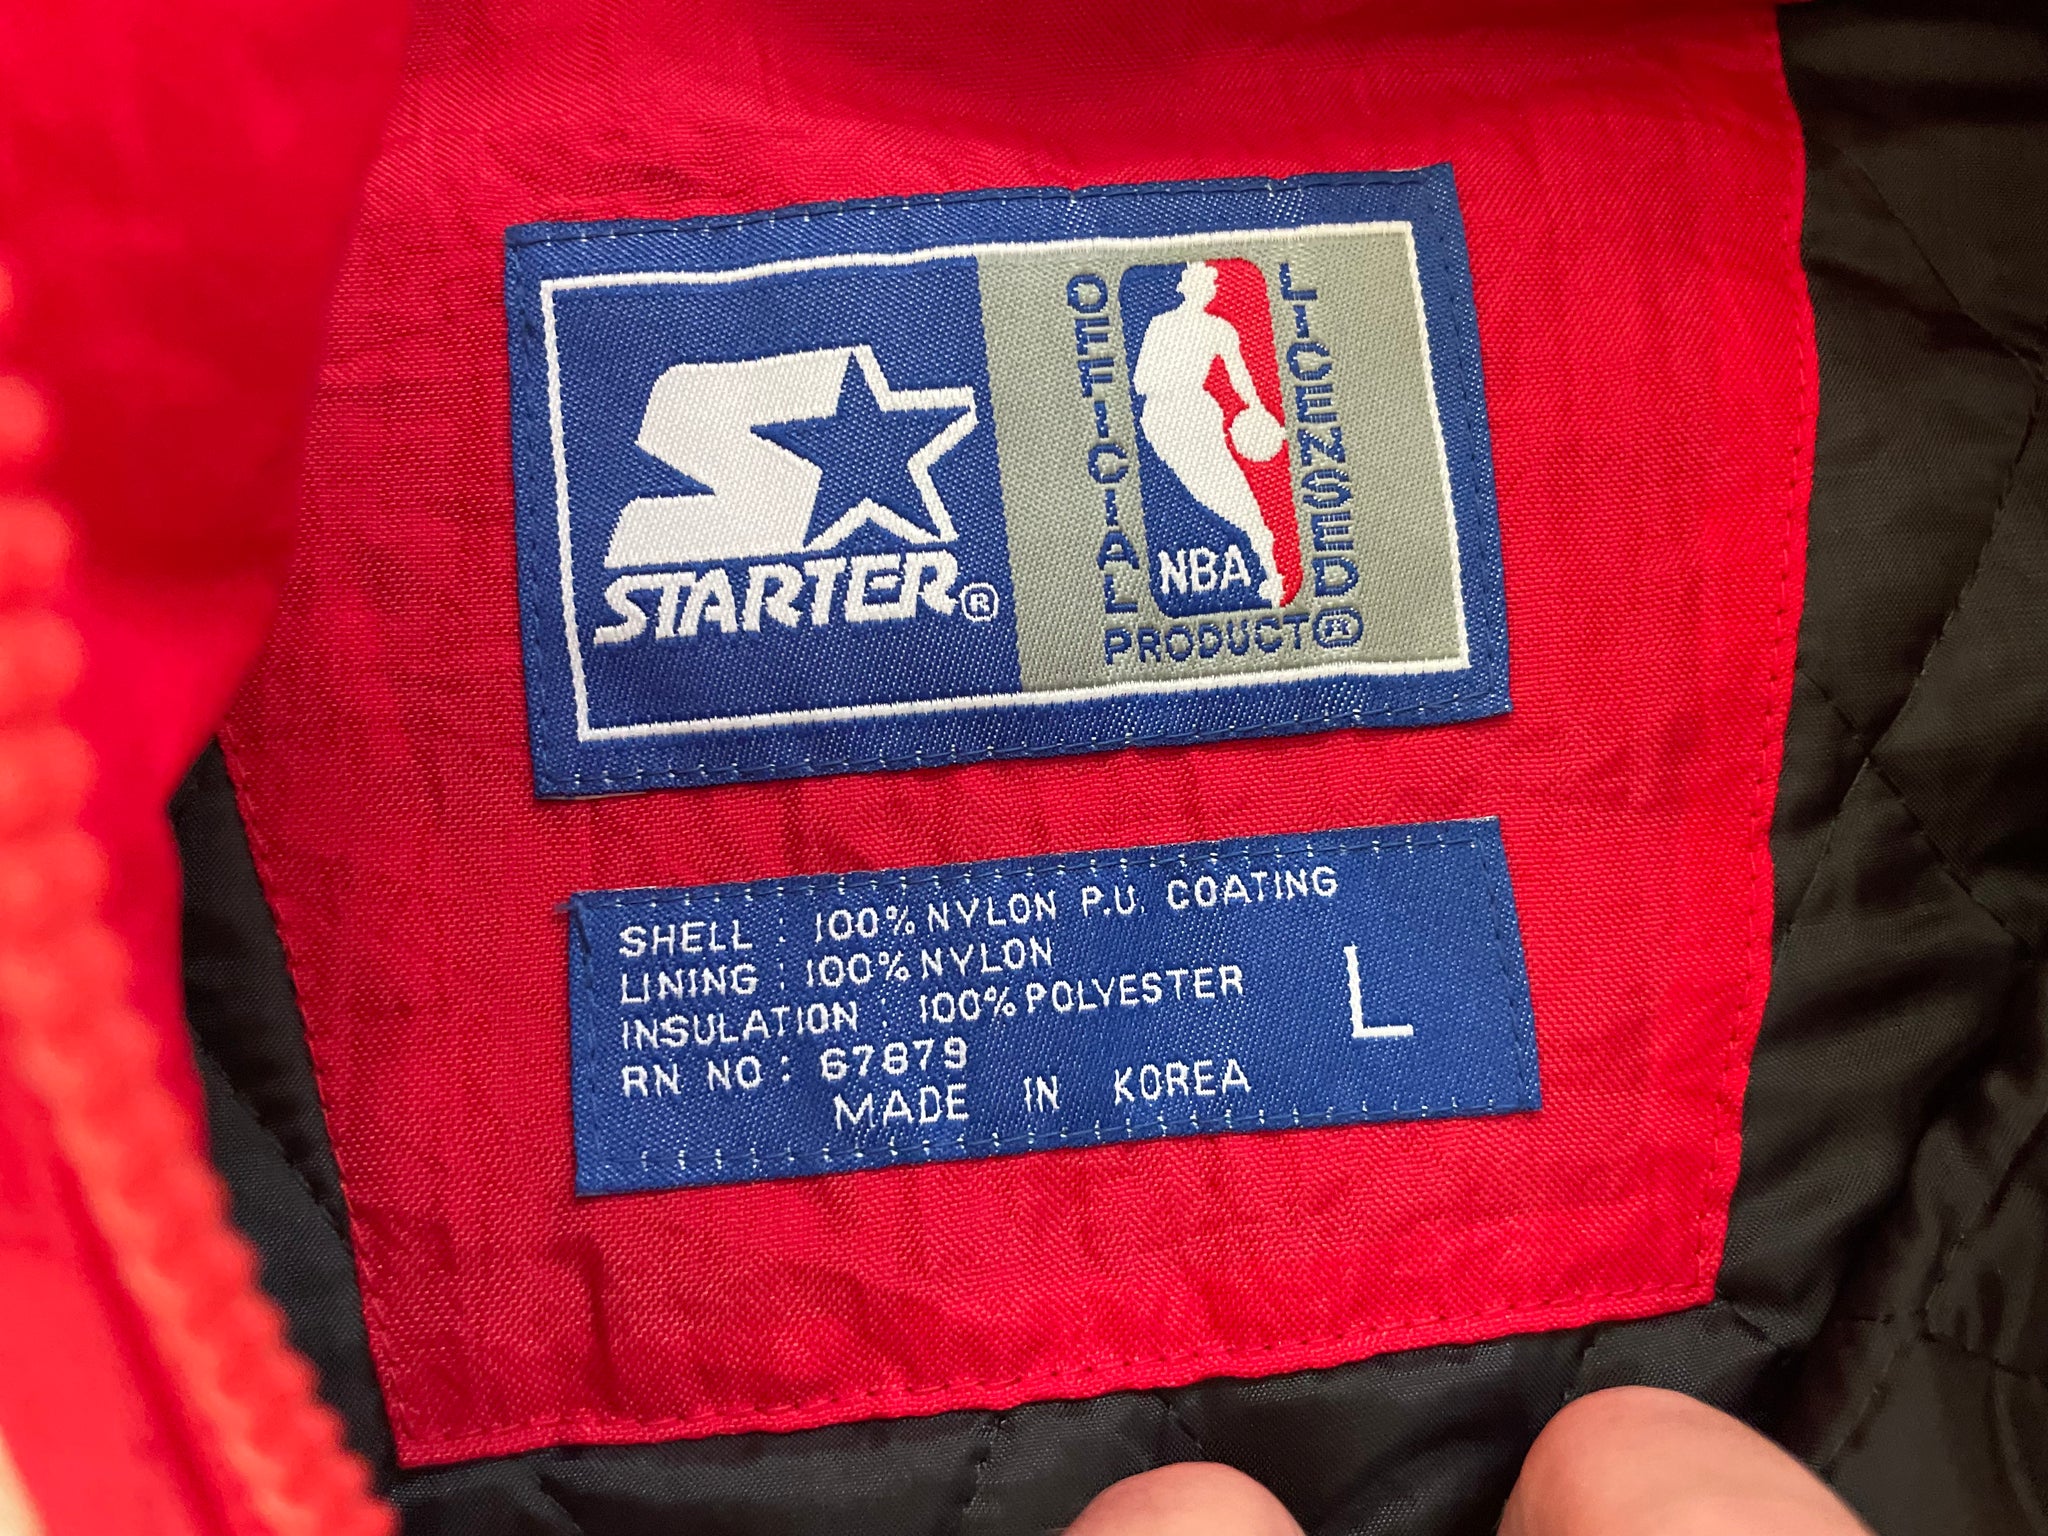 STARTER®
OFFICIAL
NBA
LICENSED
PRODUCT®
SHELL : 100% NYLON P.U. COATING
LINING : 100% NYLON
INSULATION : 100% POLYESTER
L
RN NO : 67879
MADE IN KOREA